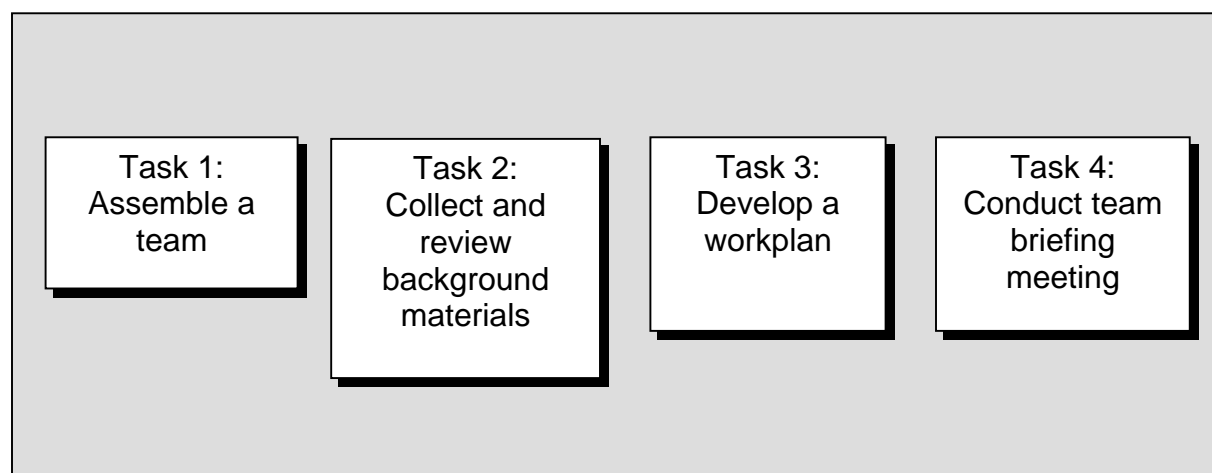 Task 1:
Assemble a
team
Task 2:
Collect and
review
background
materials
Task 3:
Develop a
workplan
Task 4:
Conduct team
briefing
meeting